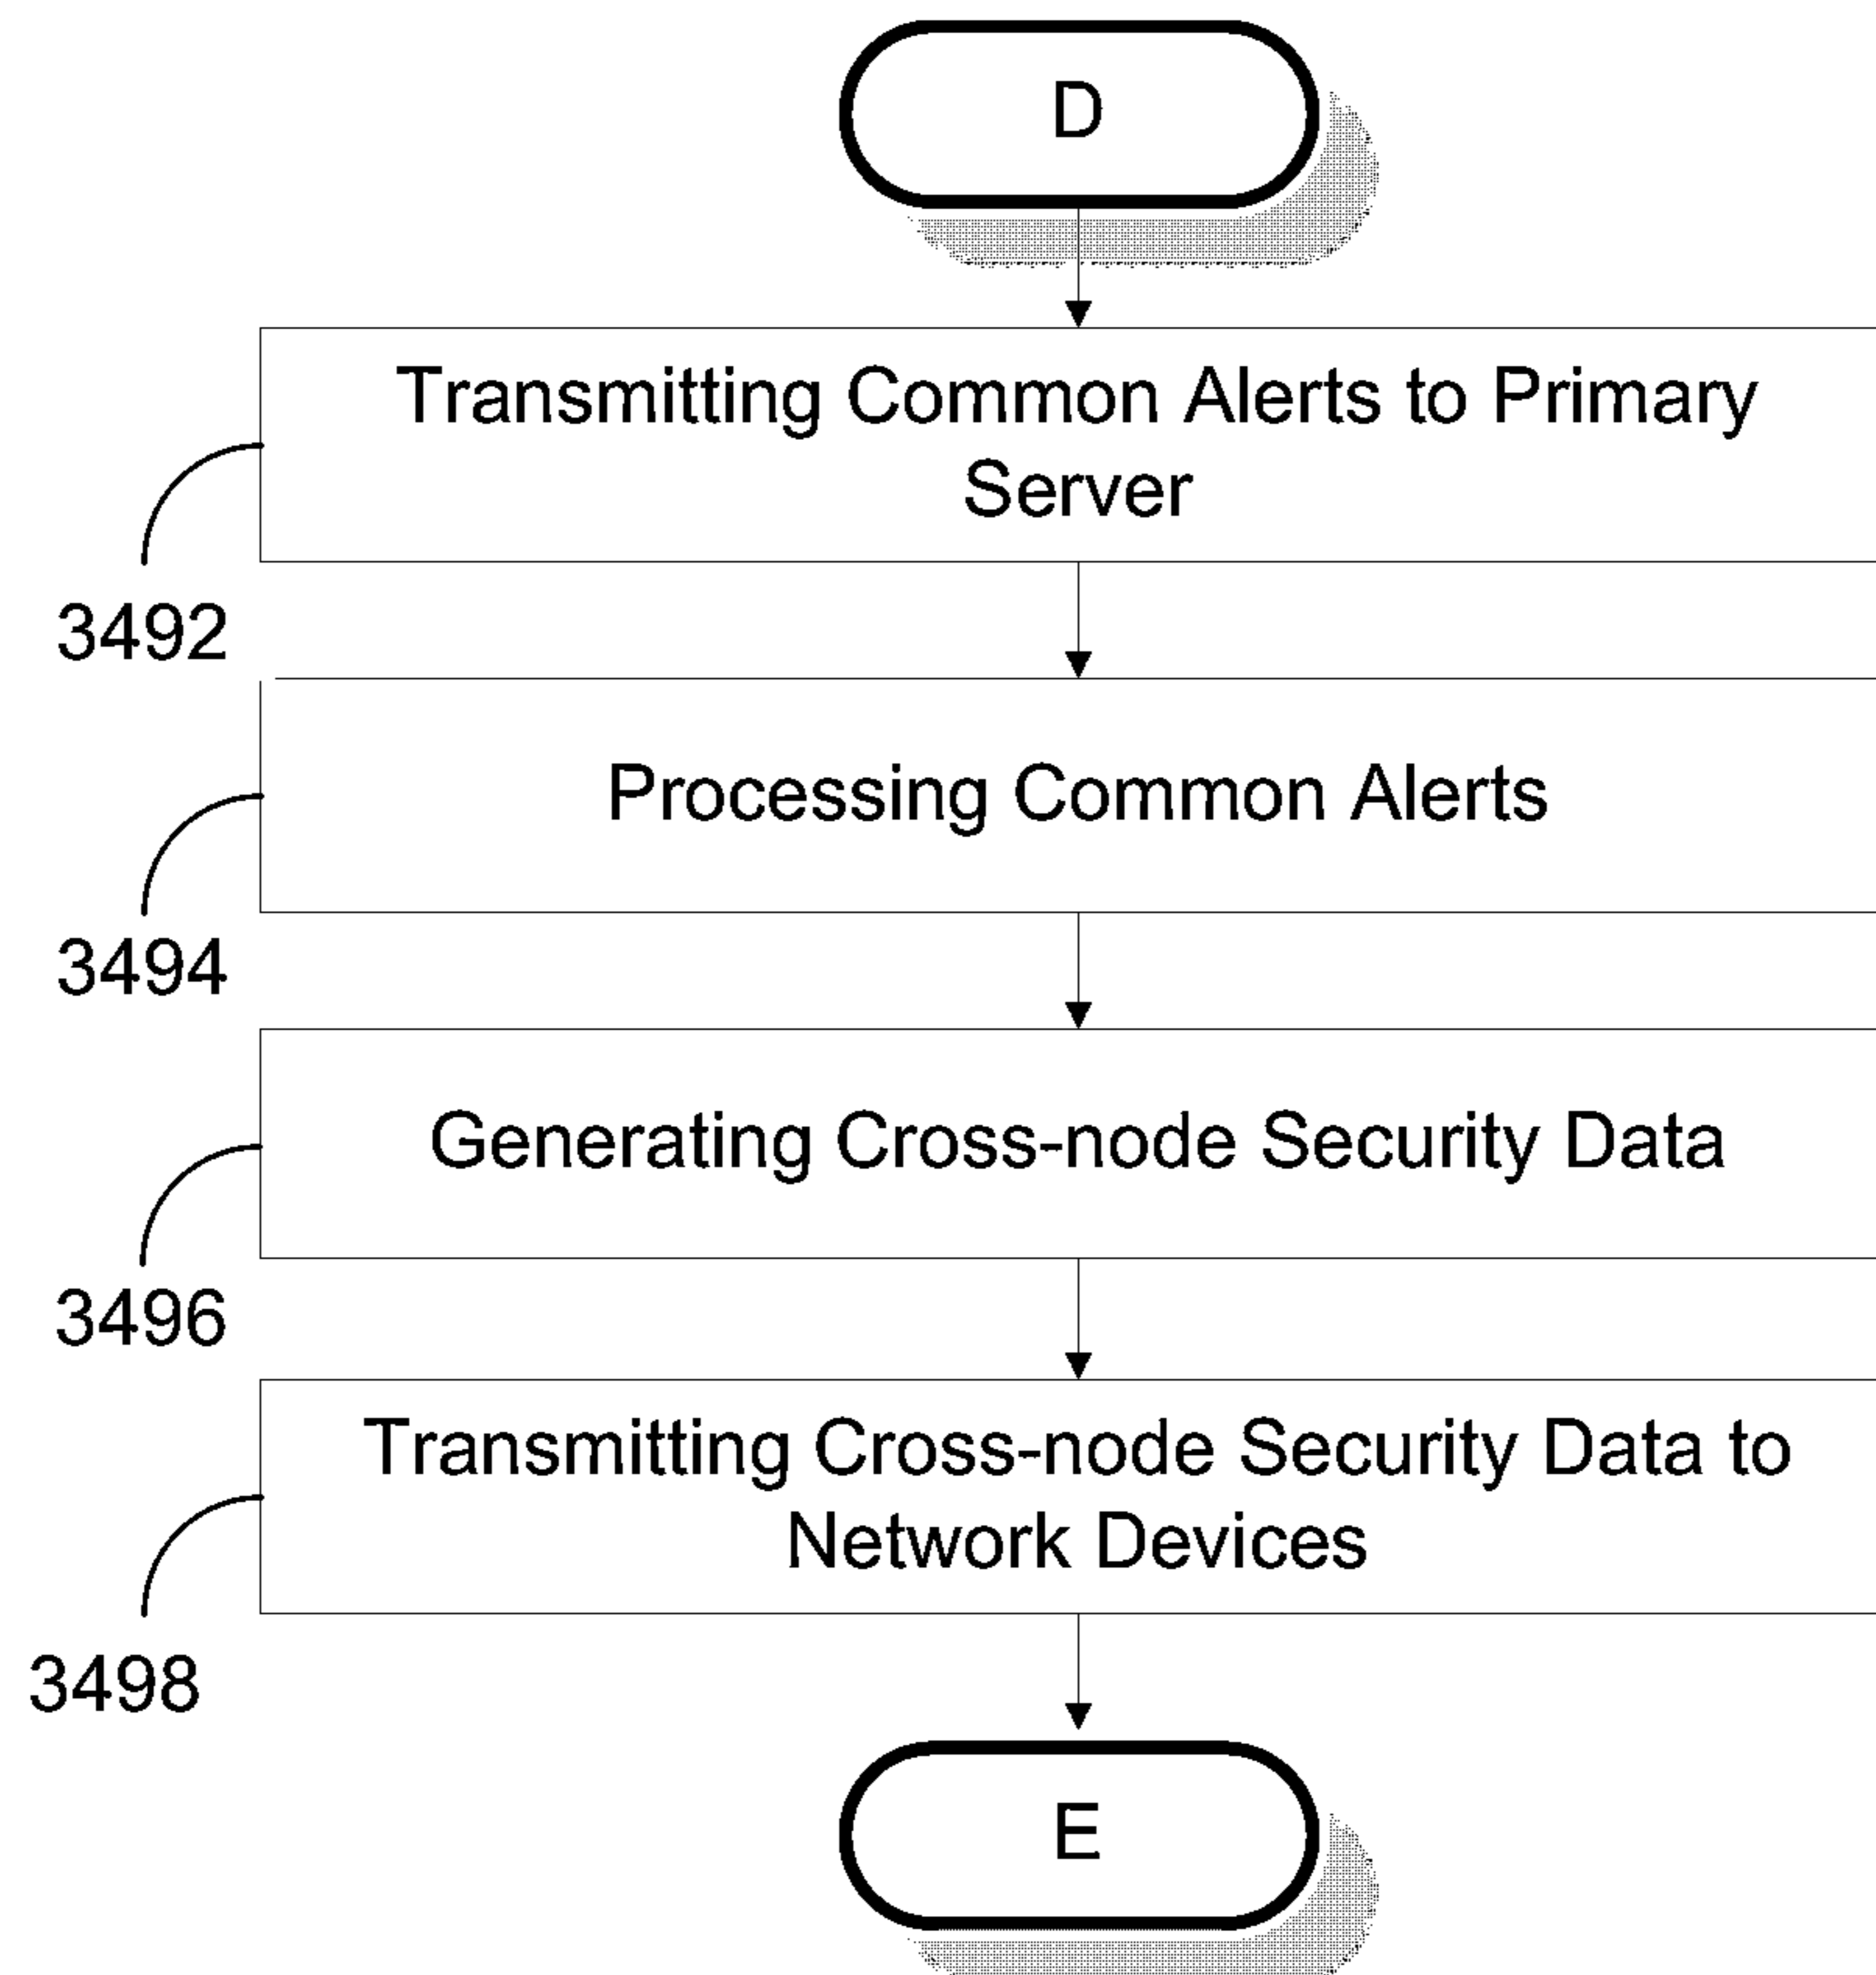 D
Transmitting Common Alerts to Primary
Server
3492
Processing Common Alerts
3494
Generating Cross-node Security Data
3496
Transmitting Cross-node Security Data to
Network Devices
3498
E